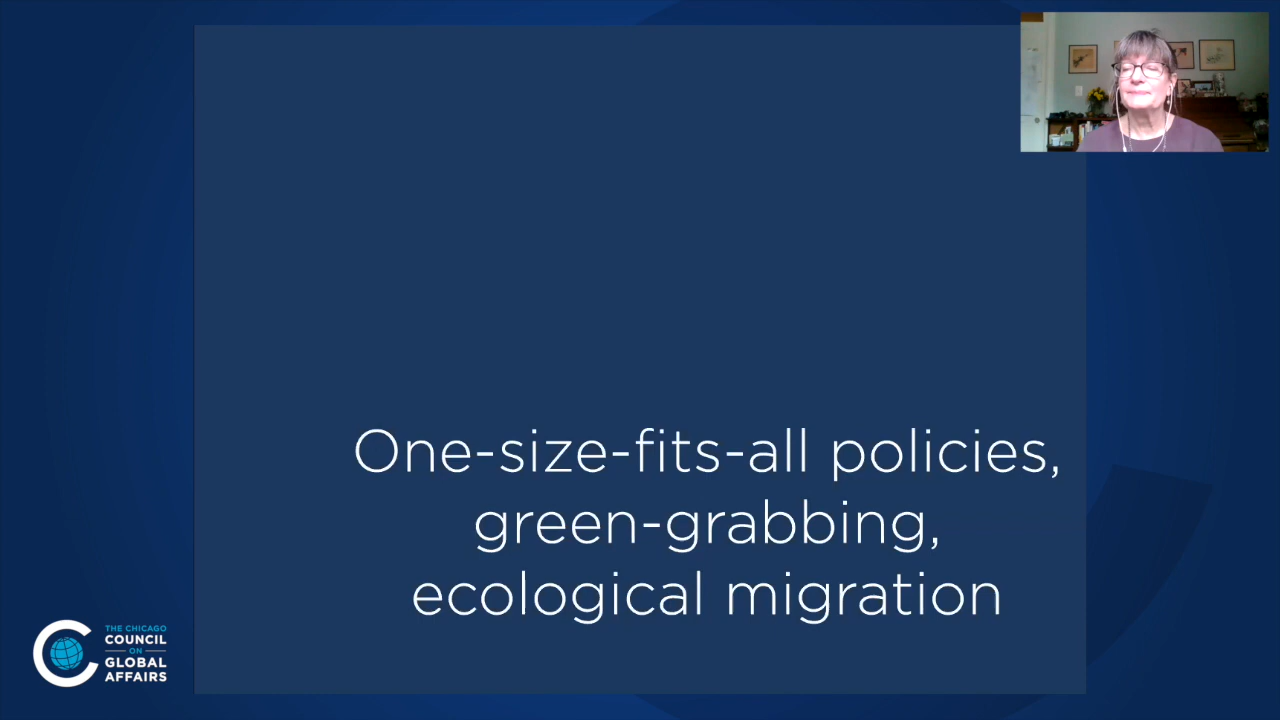 One-size-fits-all policies,
green-grabbing,
ecological migration
THE CHICAGO
COUNCIL
ON
GLOBAL
AFFAIRS